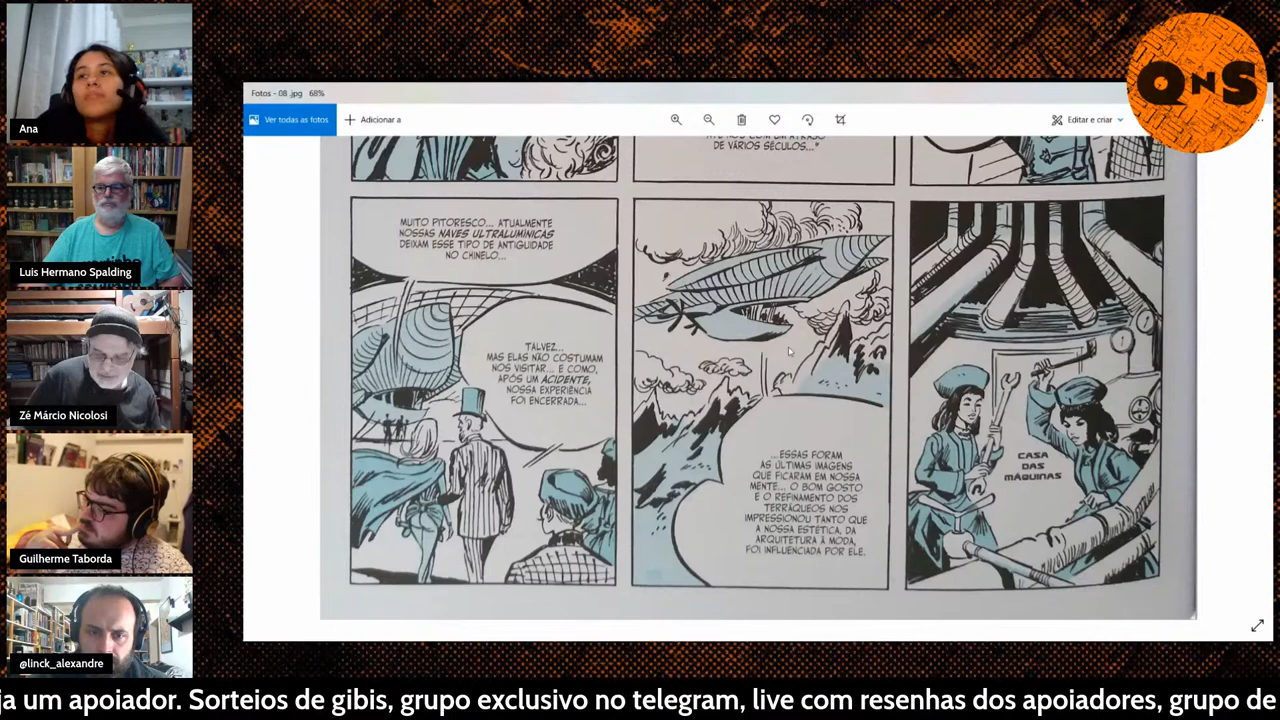 Ana
Luis Hermano Spalding
Zé Márcio Nicolosi
Guilherme Taborda
@linck_alexandre
QNS
Fotos - 08 .jpg 68%
Ver todas as fotos
Adicionar a
Editar e criar
DE VÁRIOS SÉCULOS..."
MUITO PITORESCO... ATUALMENTE
NOSSAS NAVES ULTRALUMÍNICAS
DEIXAM ESSE TIPO DE ANTIGUIDADE
NO CHINELO...
TALVEZ...
MAS ELAS NÃO COSTUMAM
NOS VISITAR... E COMO,
APÓS UM ACIDENTE,
NOSSA EXPERIÊNCIA
FOI ENCERRADA...
...ESSAS FORAM
AS ÚLTIMAS IMAGENS
QUE FICARAM EM NOSSA
MENTE... O BOM GOSTO
E O REFINAMENTO DOS
TERRÁQUEOS NOS
IMPRESSIONOU TANTO QUE
A NOSSA ESTÉTICA, DA
ARQUITETURA À MODA,
FOI INFLUENCIADA POR ELE.
CASA
DAS
MÁQUINAS
ja um apoiador. Sorteios de gibis, grupo exclusivo no telegram, live com resenhas dos apoiadores, grupo de